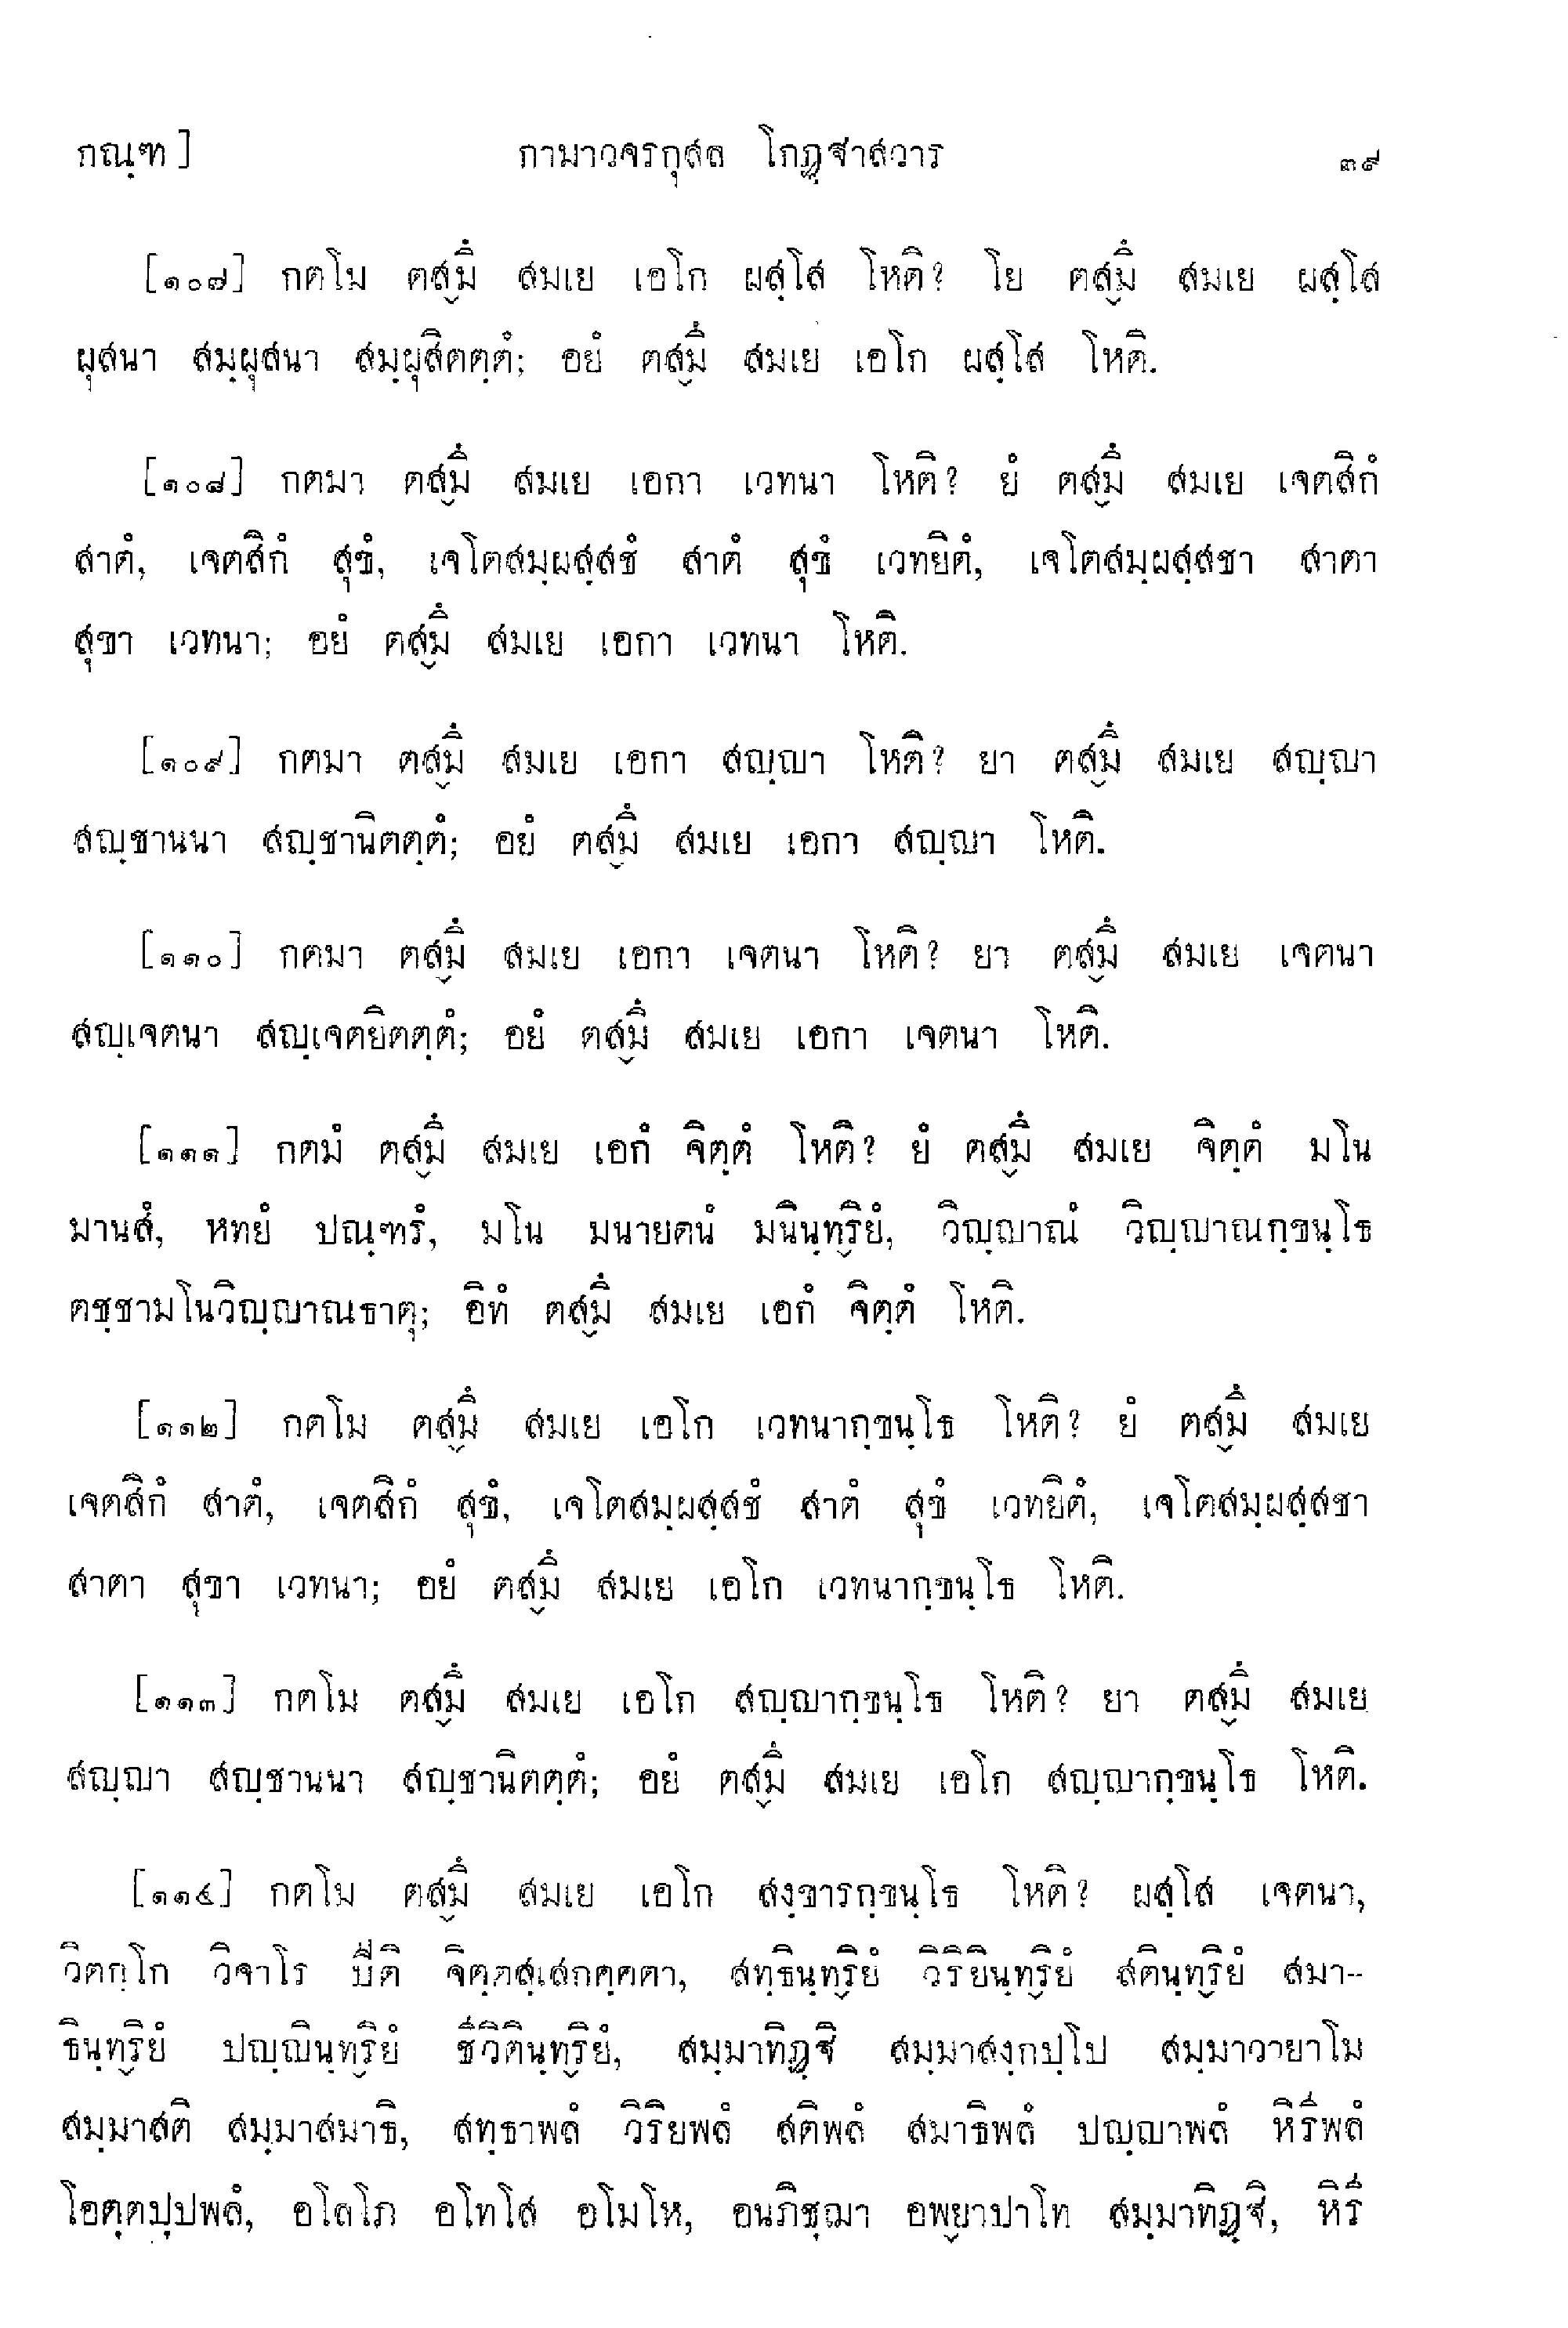 กณฺฑ] กามาวจรกุสล โกฏฺฐาสวาร ๓๙
[๑๐๗] กตโม ตสฺมิํ สมเย เอโก ผสฺโส โหติ? โย ตสฺมิํ สมเย ผสฺโส
ผุสนา สมฺผุสนา สมฺผุสิตตฺตํ; อยํ ตสฺมิํ สมเย เอโก ผสฺโส โหติ.
[๑๐๘] กตมา ตสฺมิํ สมเย เอกา เวทนา โหติ? ยํ ตสฺมิํ สมเย เจตสิกํ
สาตํ, เจตสิกํ สุขํ, เจโตสมฺผสฺสชํ สาตํ สุขํ เวทยิตํ, เจโตสมฺผสฺสชา สาตา
สุขา เวทนา; อยํ ตสฺมิํ สมเย เอกา เวทนา โหติ.
[๑๐๙] กตมา ตสฺมิํ สมเย เอกา สญฺญา โหติ? ยา ตสฺมิํ สมเย สญฺญา
สญฺชานนา สญฺชานิตตฺตํ; อยํ ตสฺมิํ สมเย เอกา สญฺญา โหติ.
[๑๑๐] กตมา ตสฺมิํ สมเย เอกา เจตนา โหติ? ยา ตสฺมิํ สมเย เจตนา
สญฺเจตนา สญฺเจตยิตตฺตํ; อยํ ตสฺมิํ สมเย เอกา เจตนา โหติ.
[๑๑๑] กตมํ ตสฺมิํ สมเย เอกํ จิตฺตํ โหติ? ยํ ตสฺมิํ สมเย จิตฺตํ มโน
มานสํ, หทยํ ปณฺฑรํ, มโน มนายตนํ มนินฺทฺริยํ, วิญฺญาณํ วิญฺญาณกฺขนฺโธ
ตชฺชามโนวิญฺญาณธาตุ; อิทํ ตสฺมิํ สมเย เอกํ จิตฺตํ โหติ.
[๑๑๒] กตโม ตสฺมิํ สมเย เอโก เวทนากฺขนฺโธ โหติ? ยํ ตสฺมิํ สมเย
เจตสิกํ สาตํ, เจตสิกํ สุขํ, เจโตสมฺผสฺสชํ สาตํ สุขํ เวทยิตํ, เจโตสมฺผสฺสชา
สาตา สุขา เวทนา; อยํ ตสฺมิํ สมเย เอโก เวทนากฺขนฺโธ โหติ.
[๑๑๓] กตโม ตสฺมิํ สมเย เอโก สญฺญากฺขนฺโธ โหติ? ยา ตสฺมิํ สมเย
สญฺญา สญฺชานนา สญฺชานิตตฺตํ; อยํ ตสฺมิํ สมเย เอโก สญฺญากฺขนฺโธ โหติ.
[๑๑๔] กตโม ตสฺมิํ สมเย เอโก สงฺขารกฺขนฺโธ โหติ? ผสฺโส เจตนา,
วิตกฺโก วิจาโร ปีติ จิตฺตสฺเสกคฺคตา, สทฺธินฺทฺริยํ วิริยินฺทฺริยํ สตินฺทฺริยํ สมา-
ธินฺทฺริยํ ปญฺญินฺทฺริยํ ชีวิตินฺทฺริยํ, สมฺมาทิฏฺฐิ สมฺมาสงฺกปฺโป สมฺมาวายาโม
สมฺมาสติ สมฺมาสมาธิ, สทฺธาพลํ วิริยพลํ สติพลํ สมาธิพลํ ปญฺญาพลํ หิรีพลํ
โอตฺตปฺปพลํ, อโลโภ อโทโส อโมโห, อนภิชฺฌา อพฺยาปาโท สมฺมาทิฏฺฐิ, หิรี